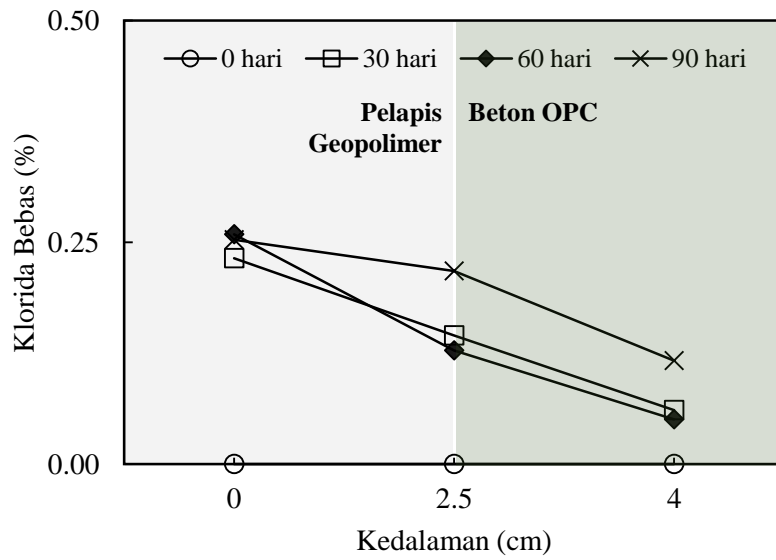 0.50
0 hari 30 hari 60 hari 90 hari
Pelapis Geopolimer
Beton OPC
Klorida Bebas (%)
0.25
0.00
0 2.5 4
Kedalaman (cm)